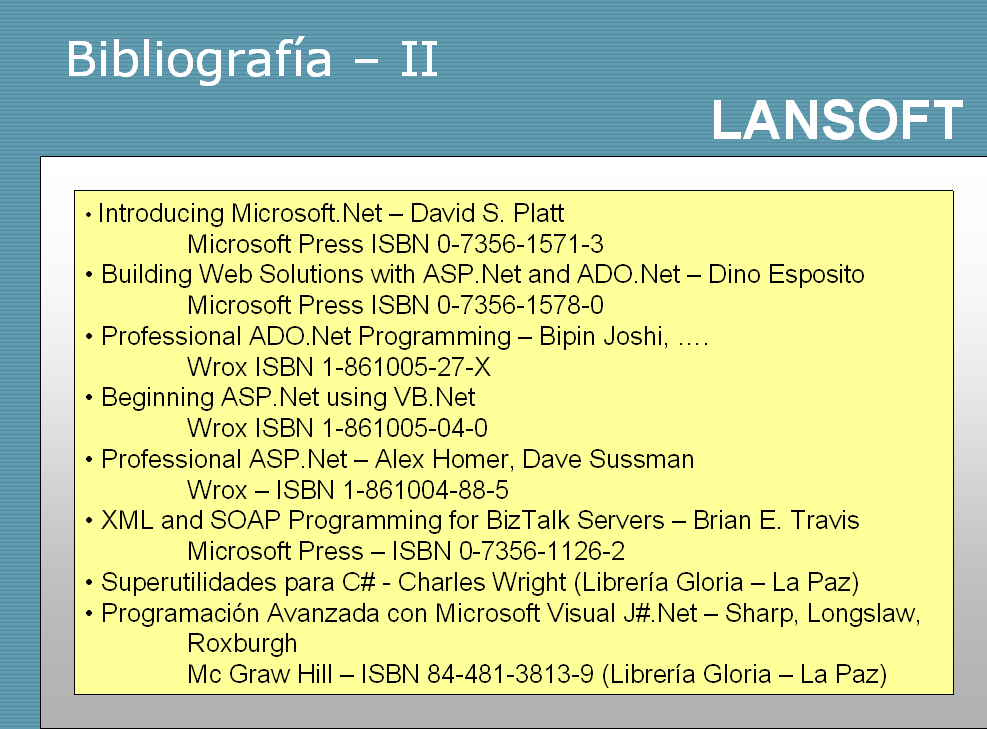 Bibliografía – II
LANSOFT
• Introducing Microsoft.Net – David S. Platt
Microsoft Press ISBN 0-7356-1571-3
• Building Web Solutions with ASP.Net and ADO.Net – Dino Esposito
Microsoft Press ISBN 0-7356-1578-0
• Professional ADO.Net Programming – Bipin Joshi, ….
Wrox ISBN 1-861005-27-X
• Beginning ASP.Net using VB.Net
Wrox ISBN 1-861005-04-0
• Professional ASP.Net – Alex Homer, Dave Sussman
Wrox – ISBN 1-861004-88-5
• XML and SOAP Programming for BizTalk Servers – Brian E. Travis
Microsoft Press – ISBN 0-7356-1126-2
• Superutilidades para C# - Charles Wright (Librería Gloria – La Paz)
• Programación Avanzada con Microsoft Visual J#.Net – Sharp, Longslaw,
Roxburgh
Mc Graw Hill – ISBN 84-481-3813-9 (Librería Gloria – La Paz)